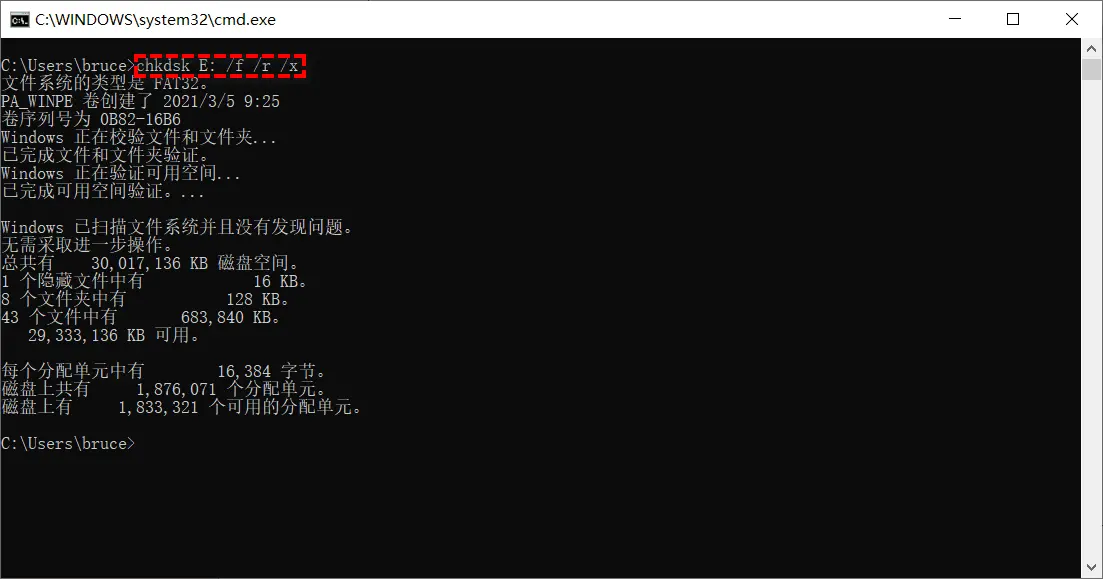 C:\WINDOWS\system32\cmd.exe
C:\Users\bruce>chkdsk E: /f /r /x
文件系统的类型是 FAT32。
PA_WINPE 卷创建了 2021/3/5 9:25
卷序列号为 0B82-16B6
Windows 正在校验文件和文件夹...
已完成文件和文件夹验证。
Windows 正在验证可用空间...
已完成可用空间验证。...
Windows 已扫描文件系统并且没有发现问题。
无需采取进一步操作。
总共有    30,017,136 KB 磁盘空间。
1 个隐藏文件中有            16 KB。
8 个文件夹中有           128 KB。
43 个文件中有       683,840 KB。
   29,333,136 KB 可用。
每个分配单元中有        16,384 字节。
磁盘上共有     1,876,071 个分配单元。
磁盘上有     1,833,321 个可用的分配单元。
C:\Users\bruce>